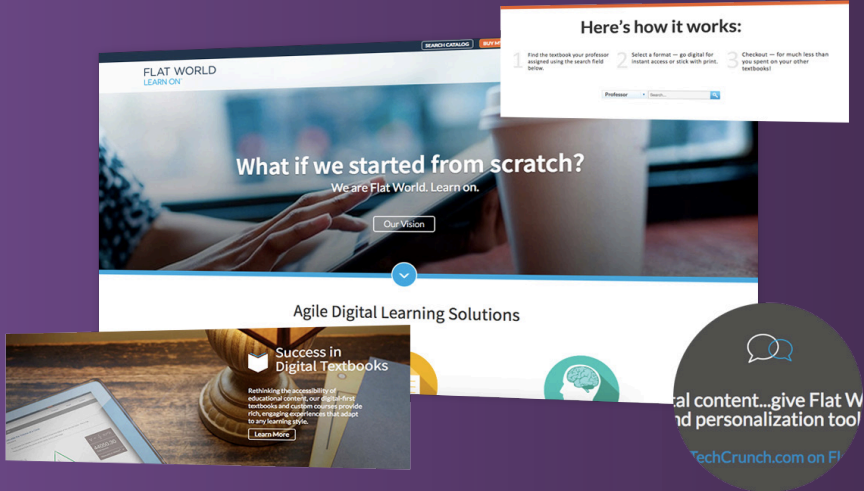 SEARCH CATALOG
BUY
FLAT WORLD
LEARN ON
What if we started from scratch?
We are Flat World. Learn on.
Our Vision
Agile Digital Learning Solutions
Here's how it works:
1 Find the textbook your professor
assigned using the search field
below.
2 Select a format — go digital for
instant access or stick with print.
3 Checkout — for much less than
you spent on your other
textbooks!
Professor
Search...
Success in
Digital Textbooks
Rethinking the accessibility of
educational content, our digital-first
textbooks and custom courses provide
rich, engaging experiences that adapt
to any learning style.
Learn More
content...give Flat
personalization
TechCrunch.com on